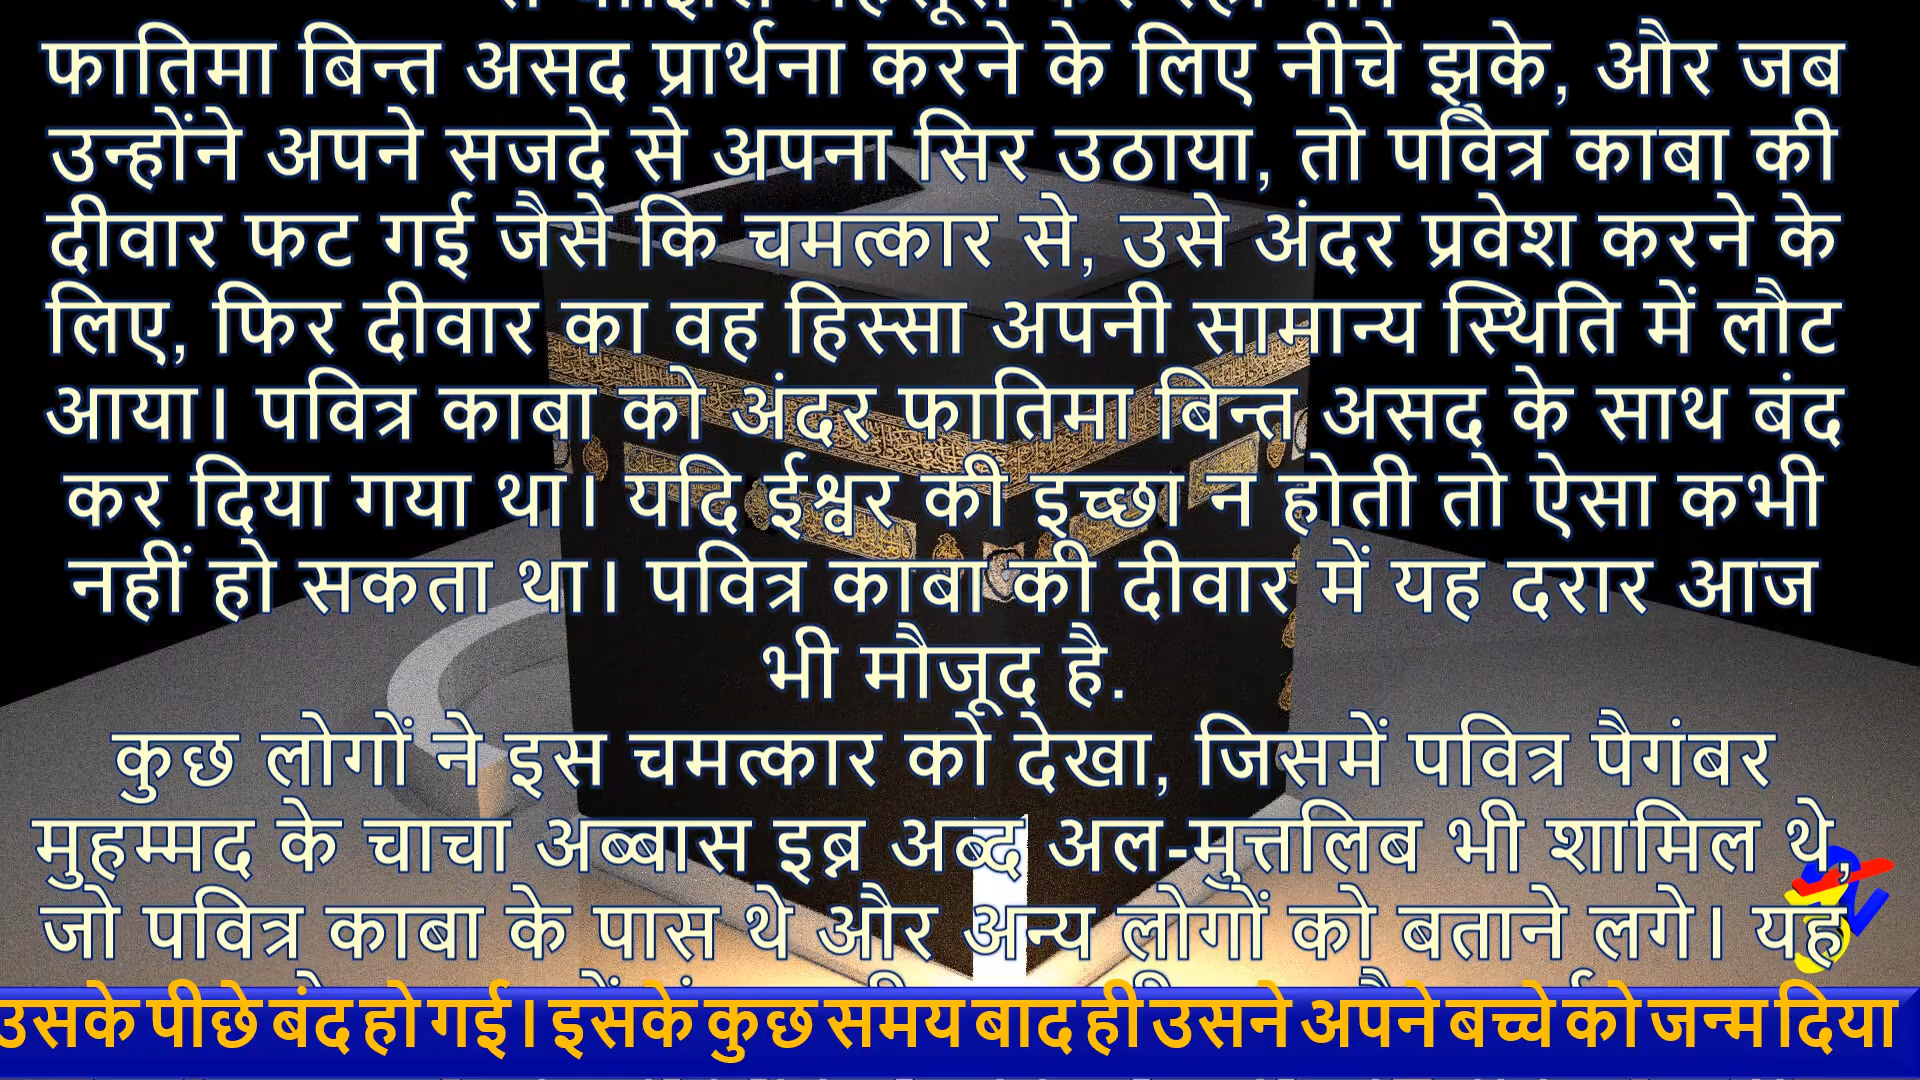 फातिमा बिन्त असद प्रार्थना करने के लिए नीचे झुके, और जब
उन्होंने अपने सजदे से अपना सिर उठाया, तो पवित्र काबा की
दीवार फट गई जैसे कि चमत्कार से, उसे अंदर प्रवेश करने के
लिए, फिर दीवार का वह हिस्सा अपनी सामान्य स्थिति में लौट
आया। पवित्र काबा को अंदर फातिमा बिन्त असद के साथ बंद
कर दिया गया था। यदि ईश्वर की इच्छा न होती तो ऐसा कभी
नहीं हो सकता था। पवित्र काबा की दीवार में यह दरार आज
भी मौजूद है.
कुछ लोगों ने इस चमत्कार को देखा, जिसमें पवित्र पैगंबर
मुहम्मद के चाचा अब्बास इब्न अब्द अल-मुत्तलिब भी शामिल थे,
जो पवित्र काबा के पास थे और अन्य लोगों को बताने लगे। यह
उसके पीछे बंद हो गई। इसके कुछ समय बाद ही उसने अपने बच्चे को जन्म दिया